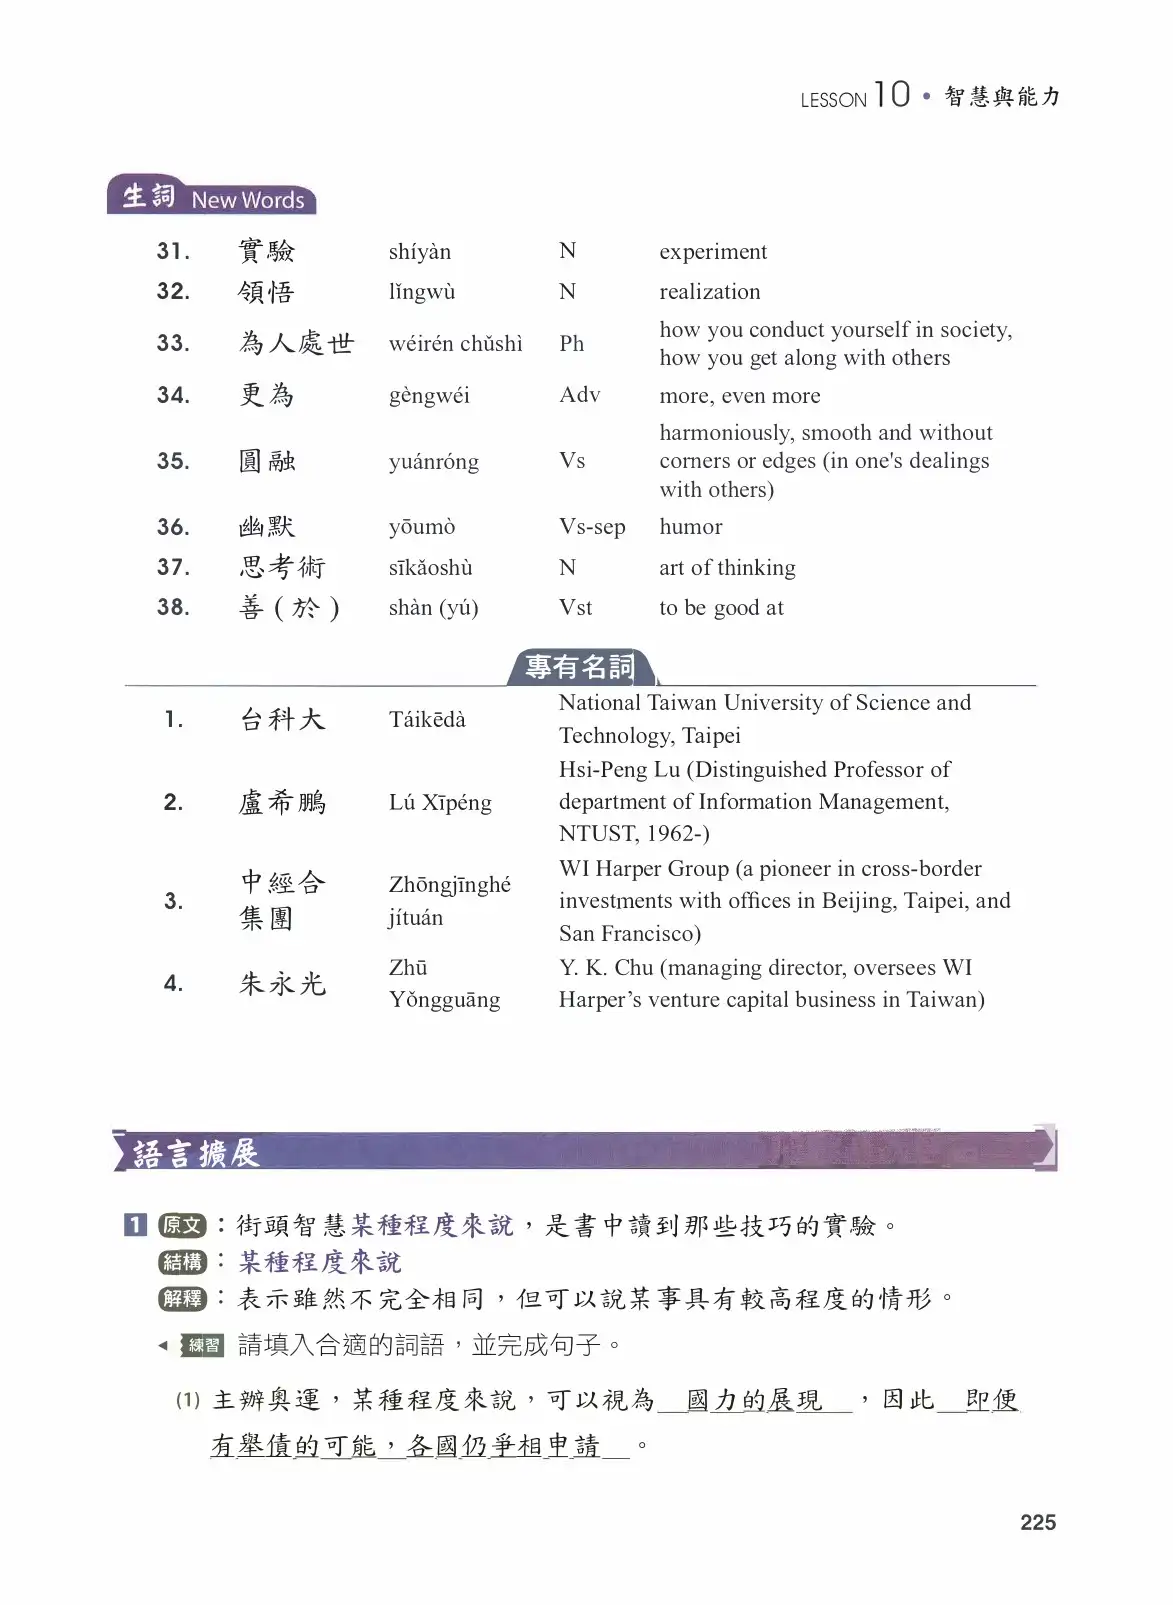 LESSON 10 • 智慧與能力
生詞 New Words
31. 實驗 shíyàn N experiment
32. 領悟 lǐngwù N realization
33. 為人處世 wéirén chǔshì Ph how you conduct yourself in society,
how you get along with others
34. 更為 gèngwéi Adv more, even more
35. 圓融 yuánróng Vs harmoniously, smooth and without
corners or edges (in one's dealings
with others)
36. 幽默 yōumò Vs-sep humor
37. 思考術 sīkǎoshù N art of thinking
38. 善(於) shàn (yú) Vst to be good at
專有名詞
1. 台科大 Táikēdà National Taiwan University of Science and
Technology, Taipei
2. 盧希鵬 Lú Xīpéng Hsi-Peng Lu (Distinguished Professor of
department of Information Management,
NTUST, 1962-)
3. 中經合 Zhōngjīnghé WI Harper Group (a pioneer in cross-border
集團 jítuán investments with offices in Beijing, Taipei, and
San Francisco)
4. 朱永光 Zhū Y. K. Chu (managing director, oversees WI
Yǒngguāng Harper’s venture capital business in Taiwan)
語言擴展
1 原文：街頭智慧某種程度來說，是書中讀到那些技巧的實驗。
結構：某種程度來說
解釋：表示雖然不完全相同，但可以說某事具有較高程度的情形。
◂ 練習 請填入合適的詞語，並完成句子。
(1) 主辦奧運，某種程度來說，可以視為__國力的展現__，因此__即便
有舉債的可能，各國仍爭相申請__。
225